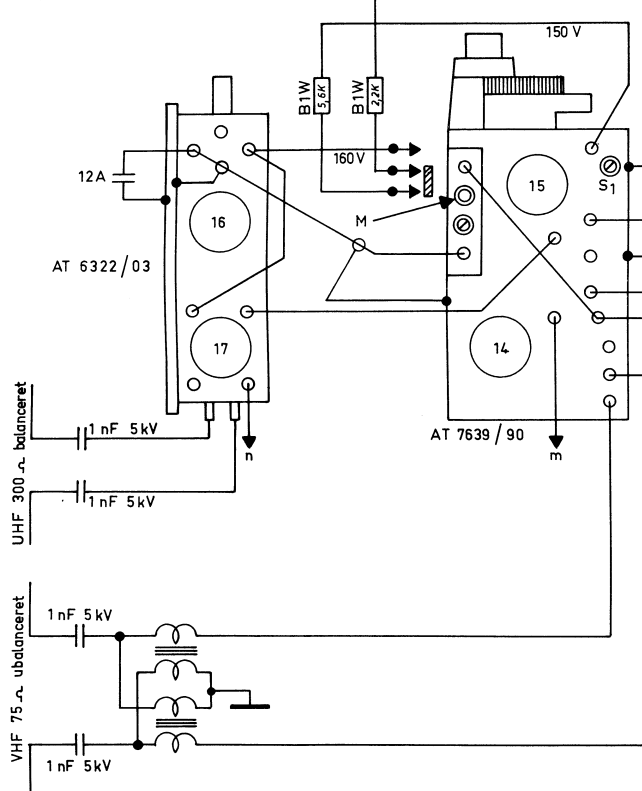 150 V
B1W
5,6K
B1W
2,2K
160 V
12A
15
S1
16
M
AT 6322/03
17
14
AT 7639/90
n
m
UHF 300 Ω balanceret
1 nF 5kV
1 nF 5kV
VHF 75 Ω ubalanceret
1 nF 5kV
1 nF 5kV